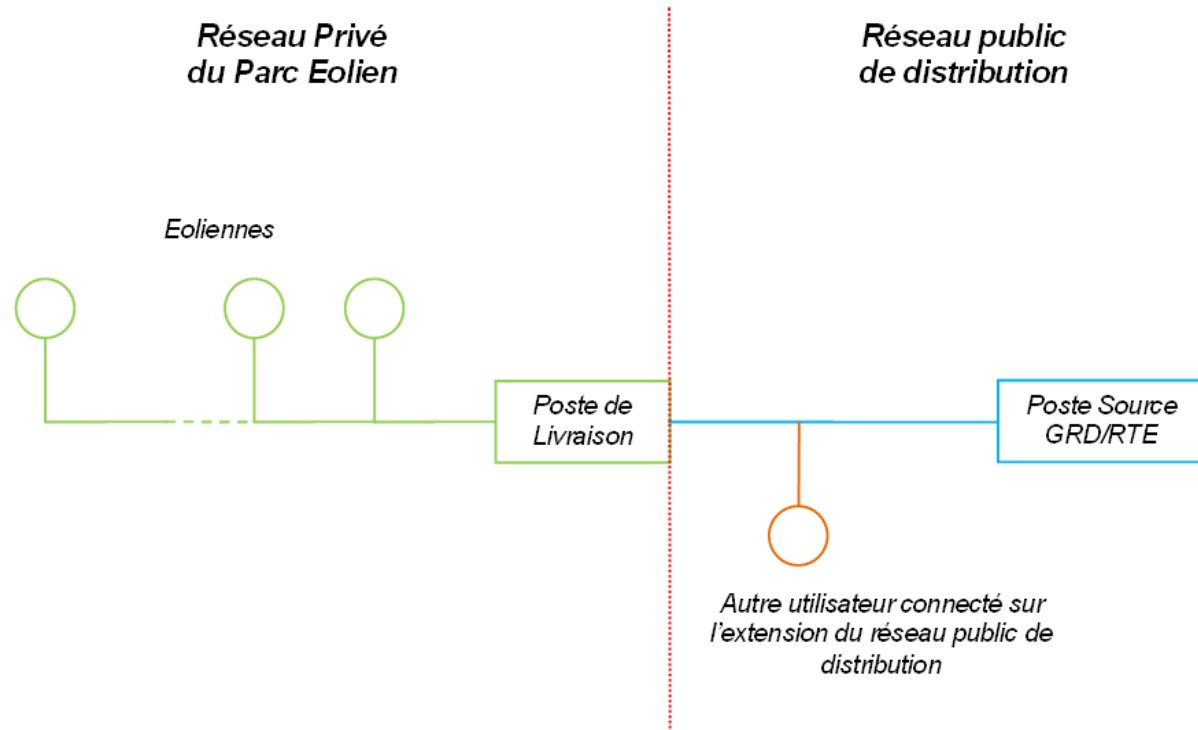 Réseau Privé
du Parc Eolien
Réseau public
de distribution
Eoliennes
Poste de
Livraison
Poste Source
GRD/RTE
Autre utilisateur connecté sur
l'extension du réseau public de
distribution